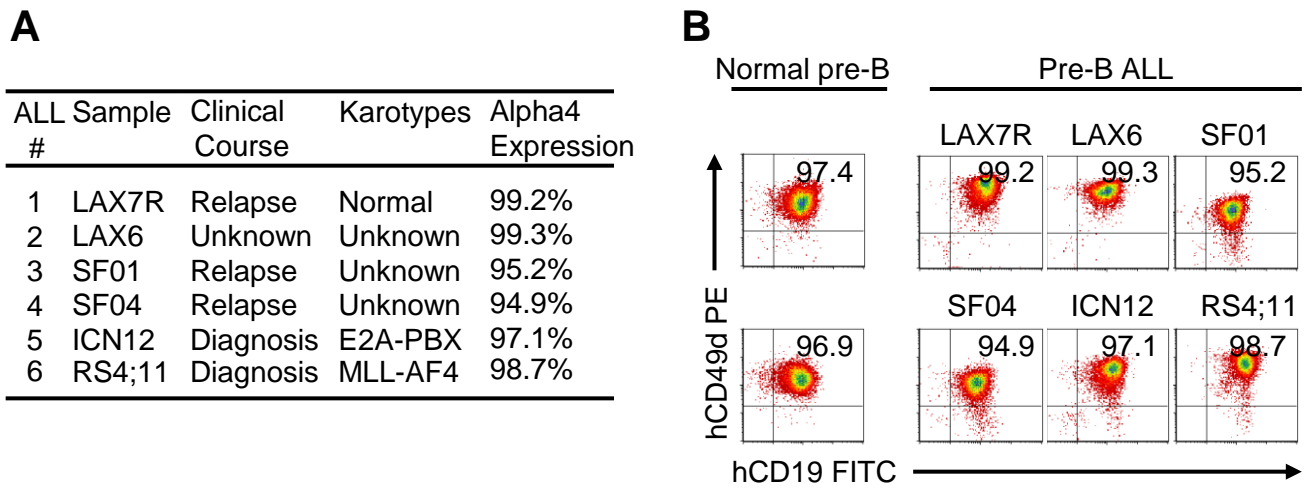 A
ALL Sample Clinical Karotypes Alpha4
# Course Expression
1 LAX7R Relapse Normal 99.2%
2 LAX6 Unknown Unknown 99.3%
3 SF01 Relapse Unknown 95.2%
4 SF04 Relapse Unknown 94.9%
5 ICN12 Diagnosis E2A-PBX 97.1%
6 RS4;11 Diagnosis MLL-AF4 98.7%
B
Normal pre-B Pre-B ALL
LAX7R LAX6 SF01
97.4 99.2 99.3 95.2
SF04 ICN12 RS4;11
96.9 94.9 97.1 98.7
hCD49d PE
hCD19 FITC